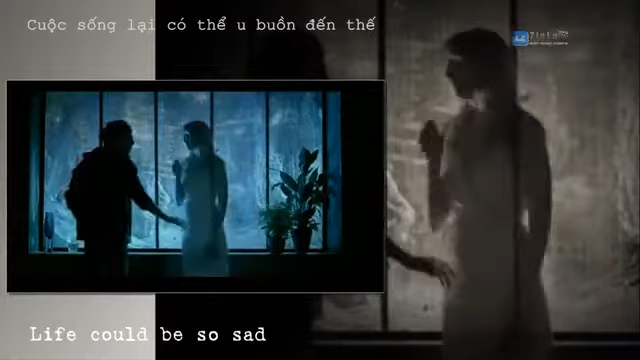 Cuộc sống lại có thể u buồn đến thế
Life could be so sad